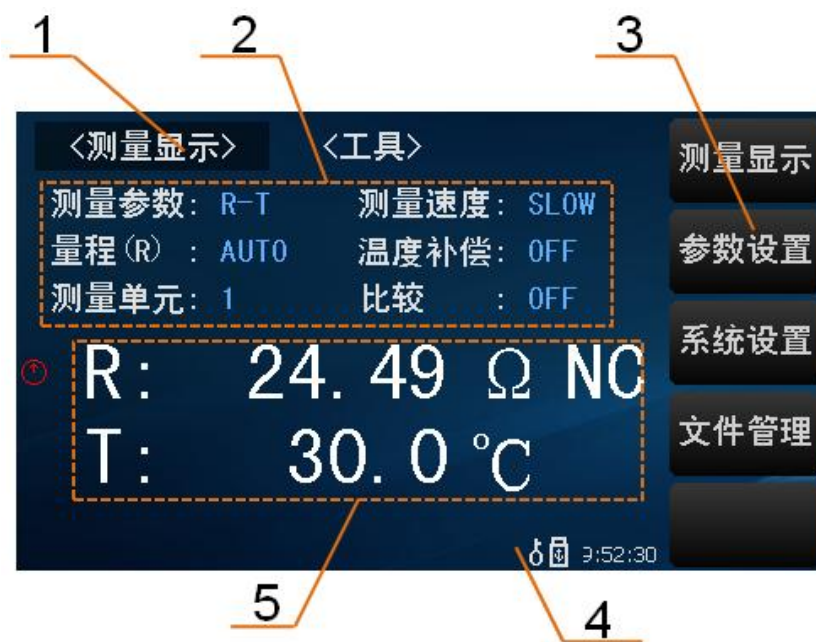 1 2 3
<测量显示> <工具> 测量显示
测量参数: R-T 测量速度: SLOW
量程(R) : AUTO 温度补偿: OFF 参数设置
测量单元: 1 比较 : OFF
系统设置
R: 24.49 Ω NC
文件管理
T: 30.0 ℃
9:52:30
5 4